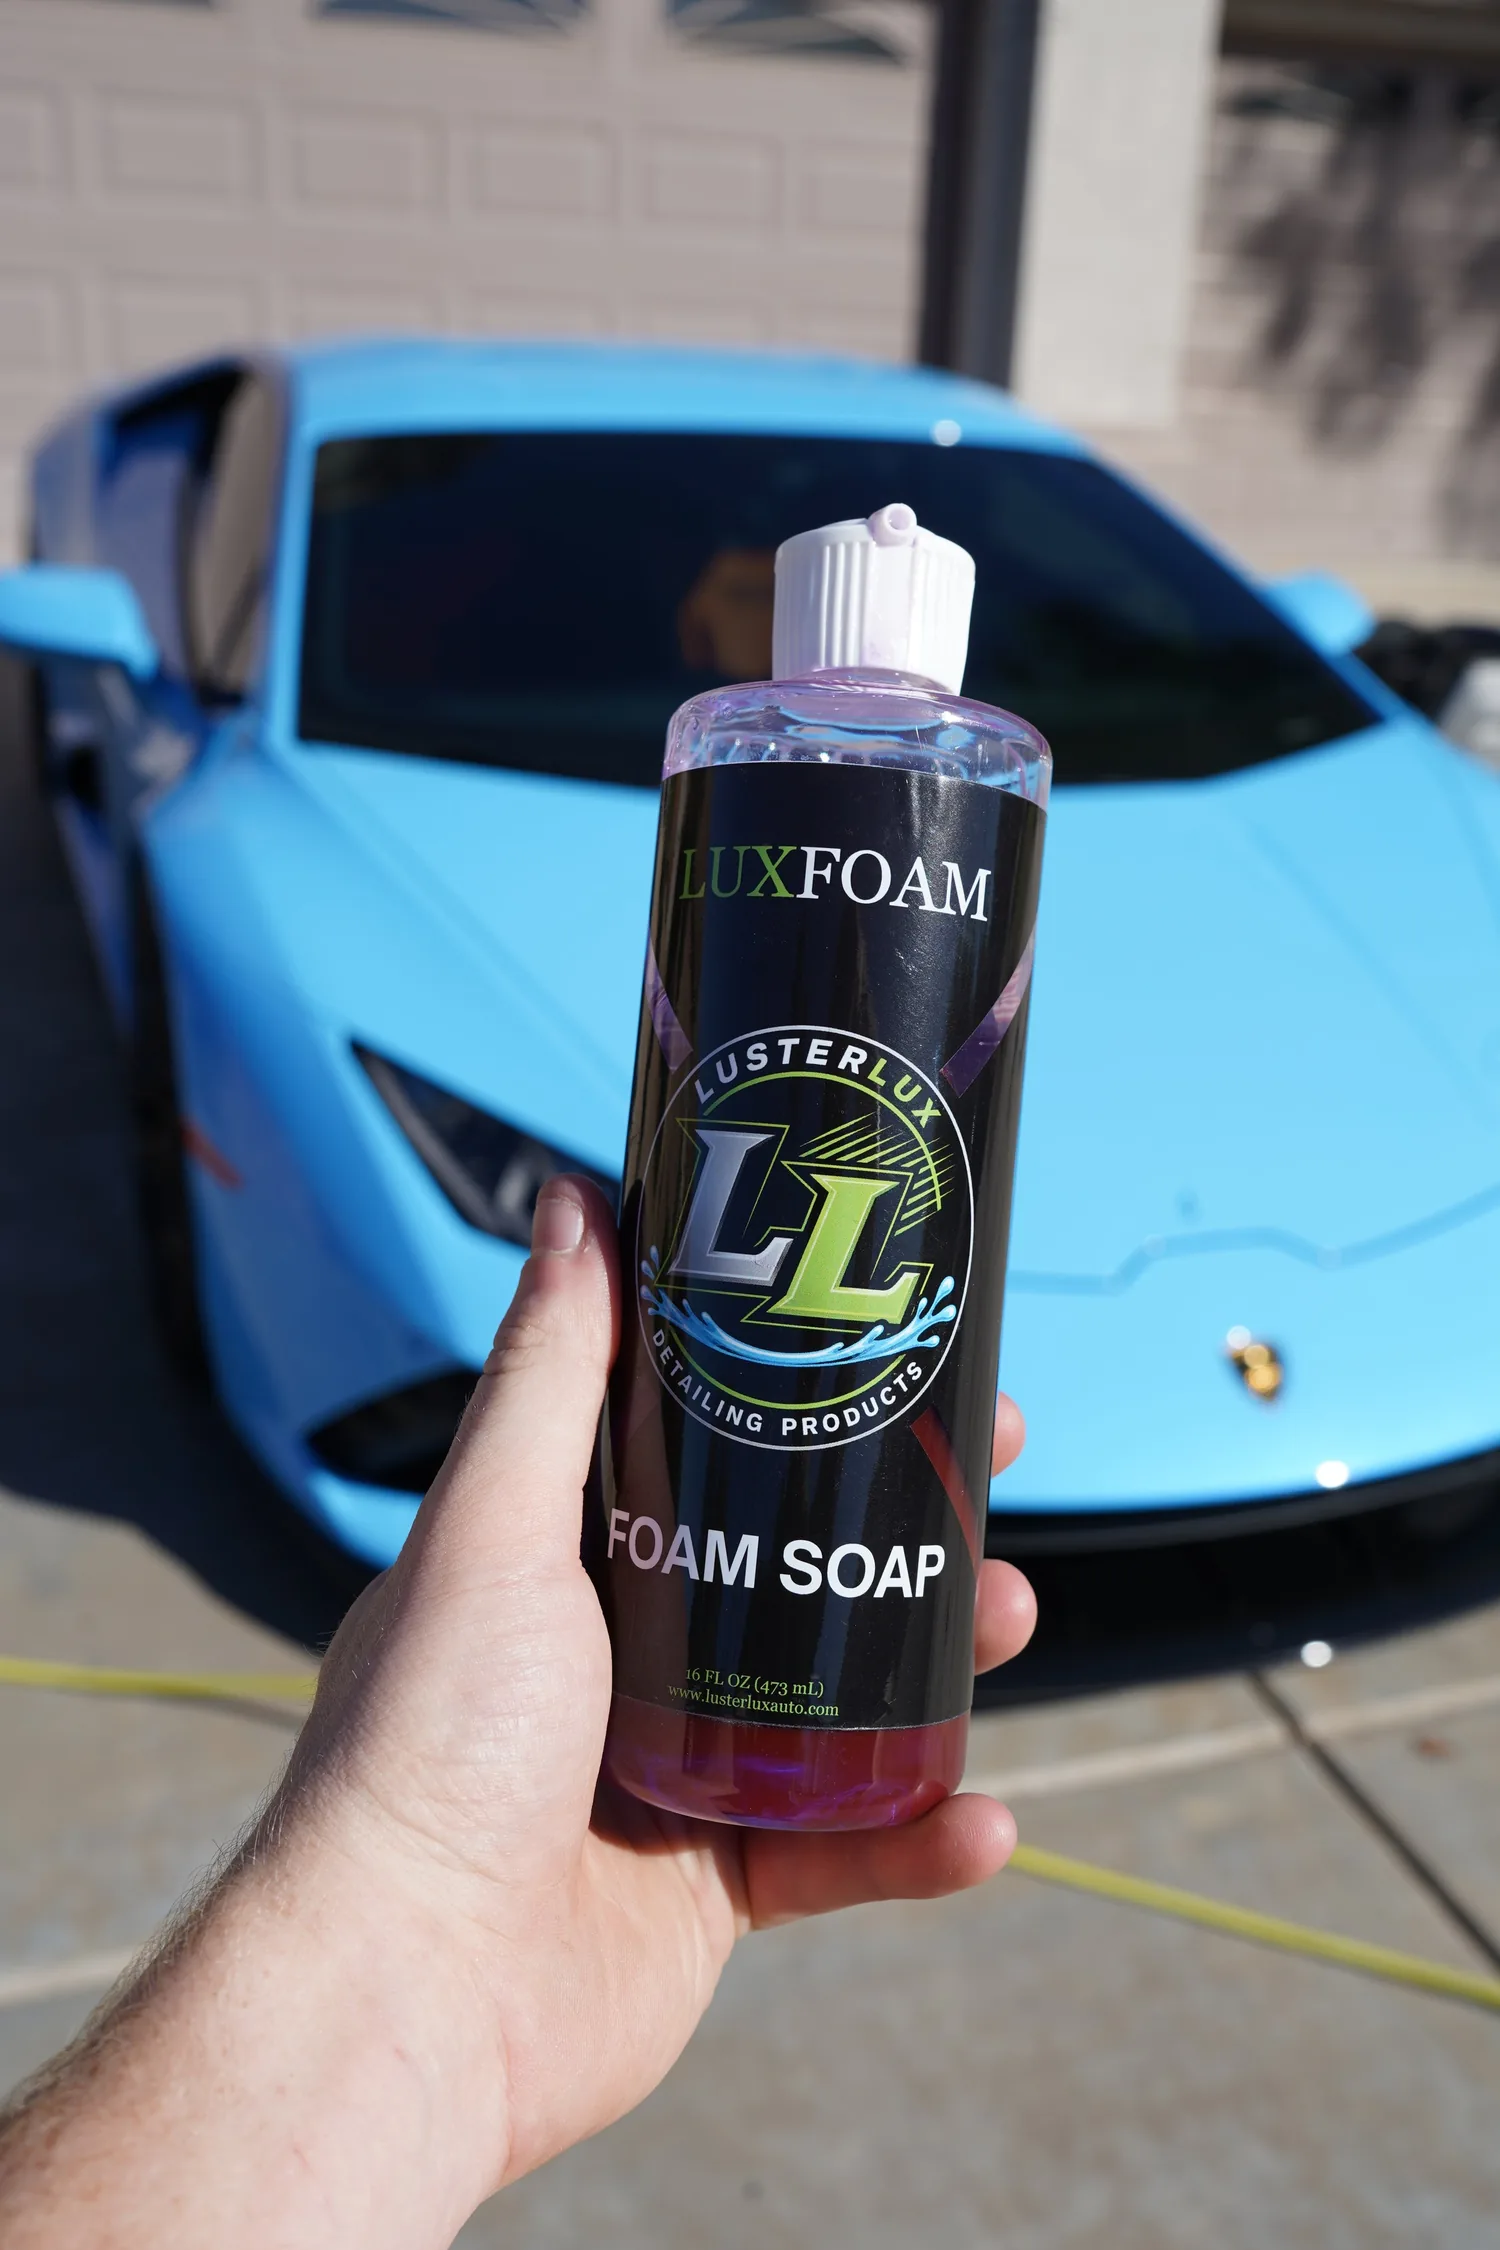 LUXFOAM
LUSTERLUX
LL
DETAILING PRODUCTS
FOAM SOAP
16 FL OZ (473 mL)
www.lusterluxauto.com